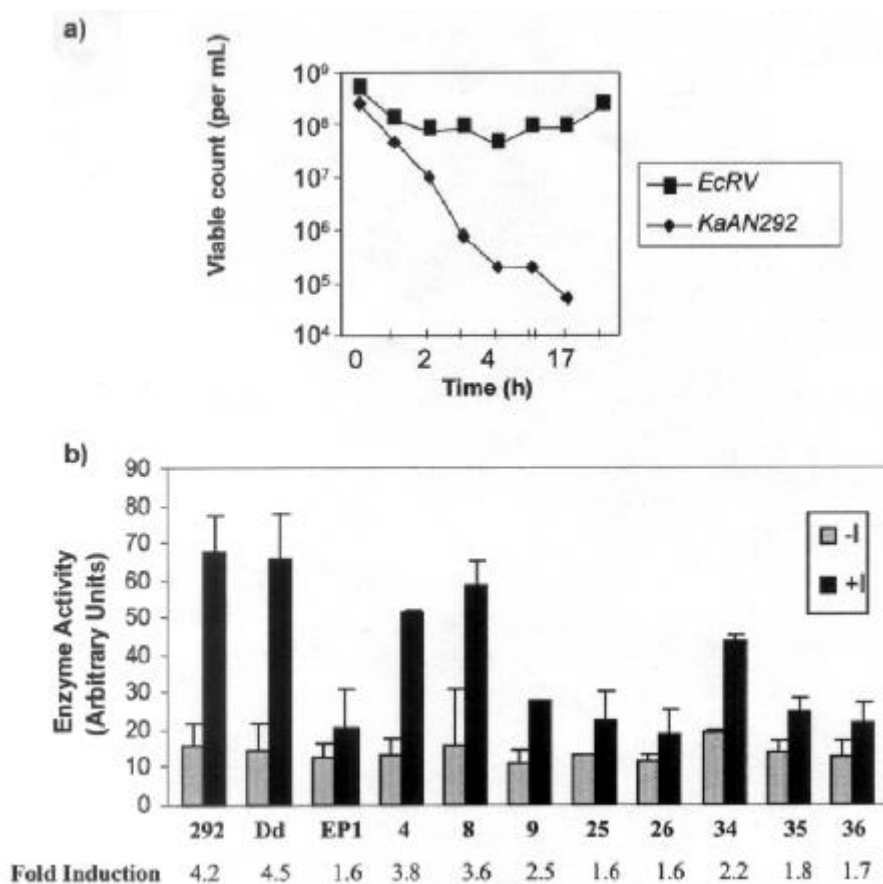 a)
Viable count (per mL)
10⁹
10⁸
10⁷
10⁶
10⁵
10⁴
0 2 4 17
Time (h)
EcRV
KaAN292
b)
Enzyme Activity
(Arbitrary Units)
90
80
70
60
50
40
30
20
10
0
-I
+I
292 Dd EP1 4 8 9 25 26 34 35 36
Fold Induction 4.2 4.5 1.6 3.8 3.6 2.5 1.6 1.6 2.2 1.8 1.7